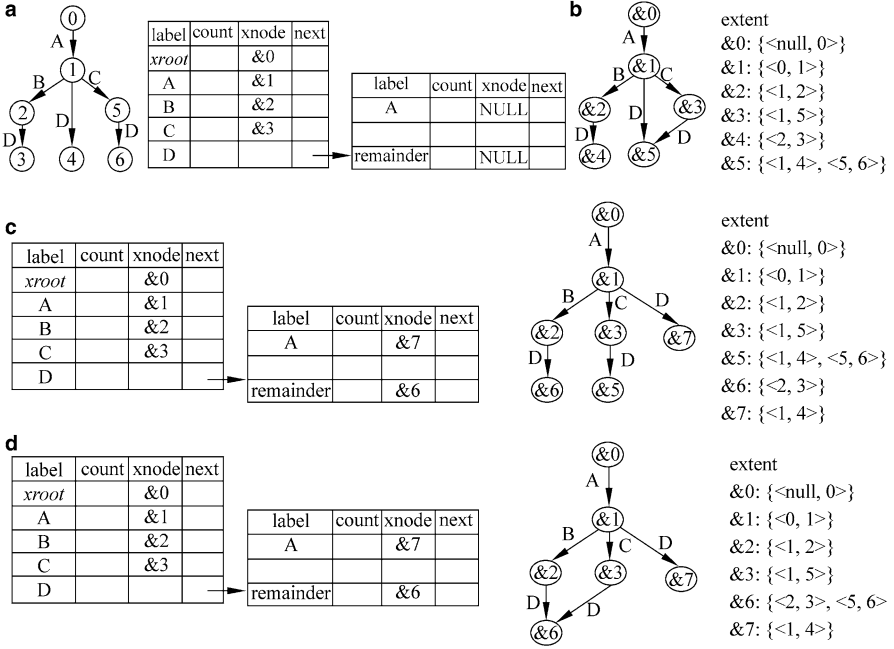 a
0
A
1
B
C
2
D
5
D
D
3
4
6
label count xnode next
xroot &0
A &1
B &2
C &3
D
label count xnode next
A NULL
remainder NULL
b
&0
A
&1
B
C
&2
D
&3
D
D
&4
&5
extent
&0: {<null, 0>}
&1: {<0, 1>}
&2: {<1, 2>}
&3: {<1, 5>}
&4: {<2, 3>}
&5: {<1, 4>, <5, 6>}
c
label count xnode next
xroot &0
A &1
B &2
C &3
D
label count xnode next
A &7
remainder &6
&0
A
&1
B
C
D
&2
&3
&7
D
D
&6
&5
extent
&0: {<null, 0>}
&1: {<0, 1>}
&2: {<1, 2>}
&3: {<1, 5>}
&5: {<1, 4>, <5, 6>}
&6: {<2, 3>}
&7: {<1, 4>}
d
label count xnode next
xroot &0
A &1
B &2
C &3
D
label count xnode next
A &7
remainder &6
&0
A
&1
B
C
D
&2
&3
&7
D
D
&6
extent
&0: {<null, 0>}
&1: {<0, 1>}
&2: {<1, 2>}
&3: {<1, 5>}
&6: {<2, 3>, <5, 6>
&7: {<1, 4>}